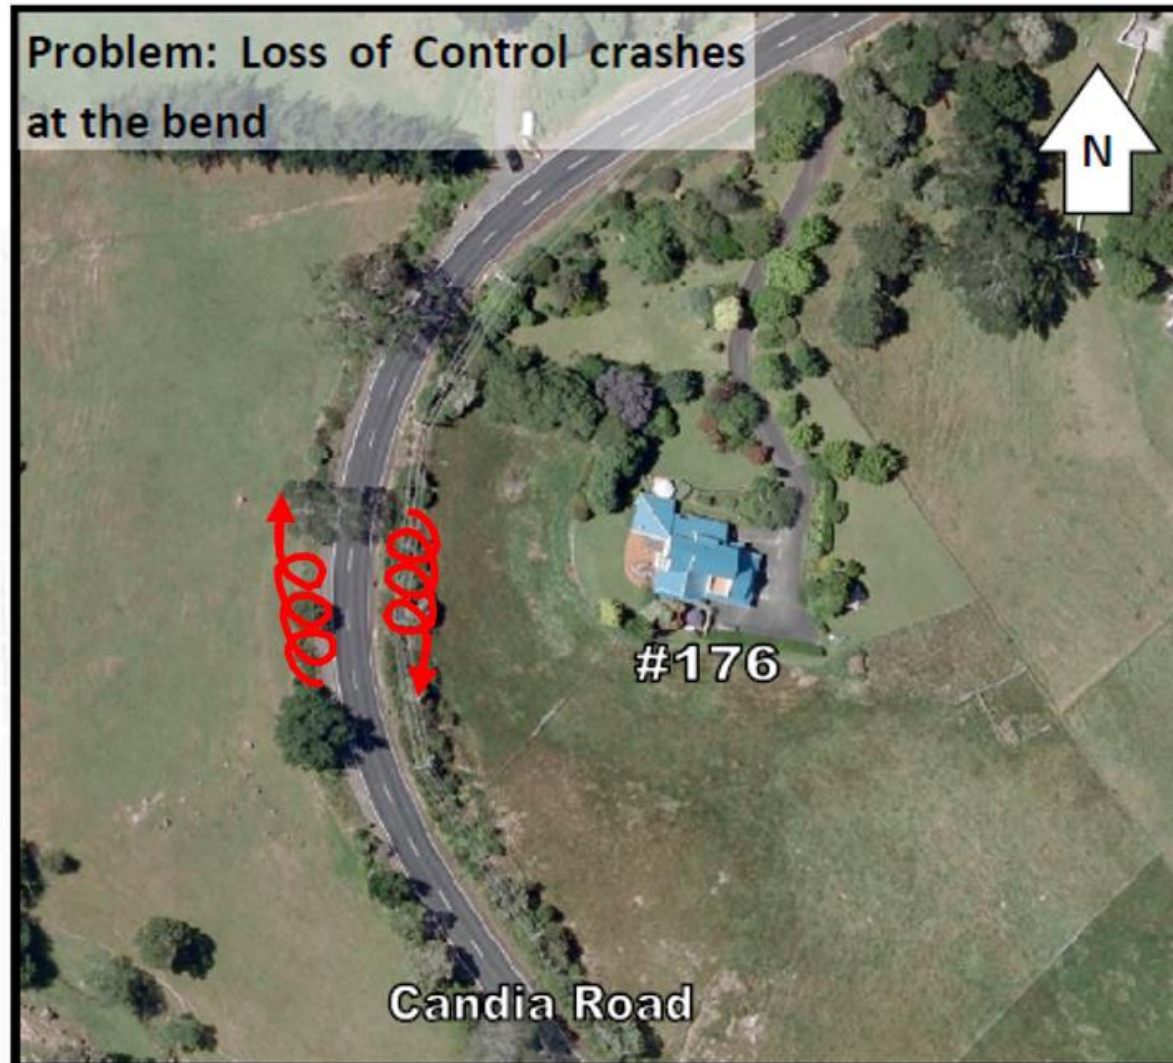 Problem: Loss of Control crashes
at the bend
N
#176
Candia Road